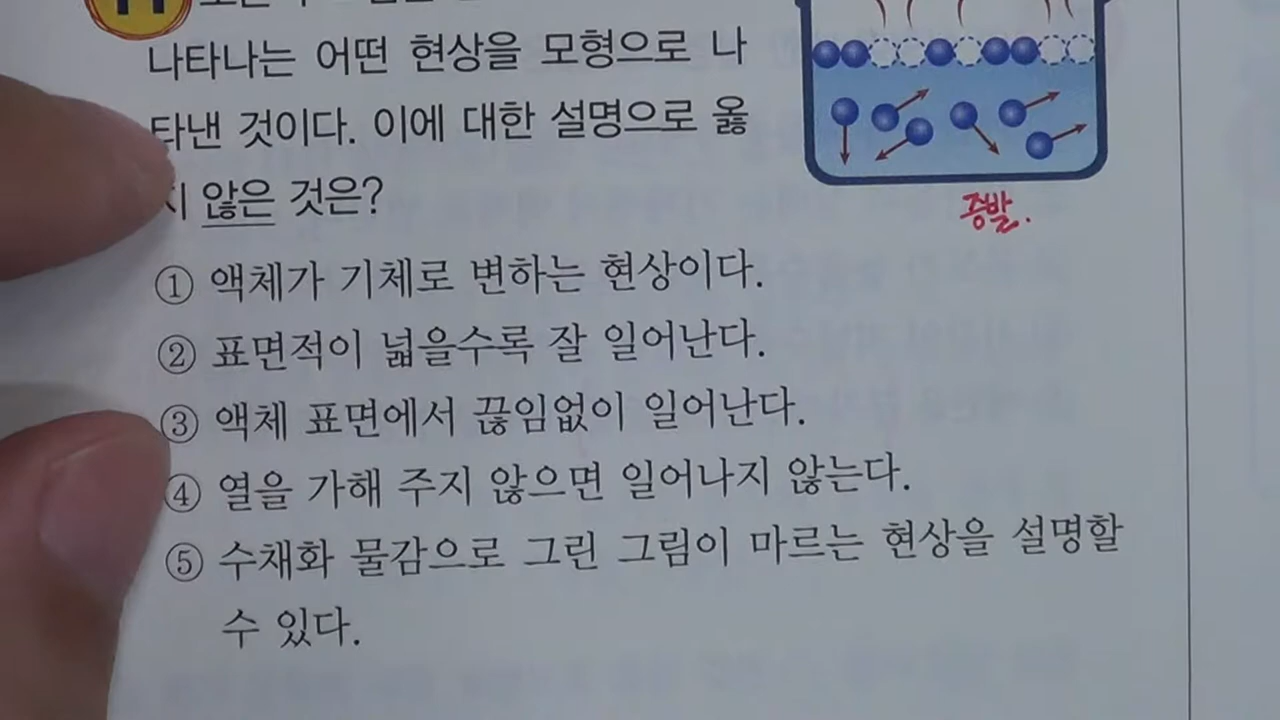 나타나는 어떤 현상을 모형으로 나
타낸 것이다. 이에 대한 설명으로 옳
지 않은 것은?
증발.
① 액체가 기체로 변하는 현상이다.
② 표면적이 넓을수록 잘 일어난다.
③ 액체 표면에서 끊임없이 일어난다.
④ 열을 가해 주지 않으면 일어나지 않는다.
⑤ 수채화 물감으로 그린 그림이 마르는 현상을 설명할
수 있다.